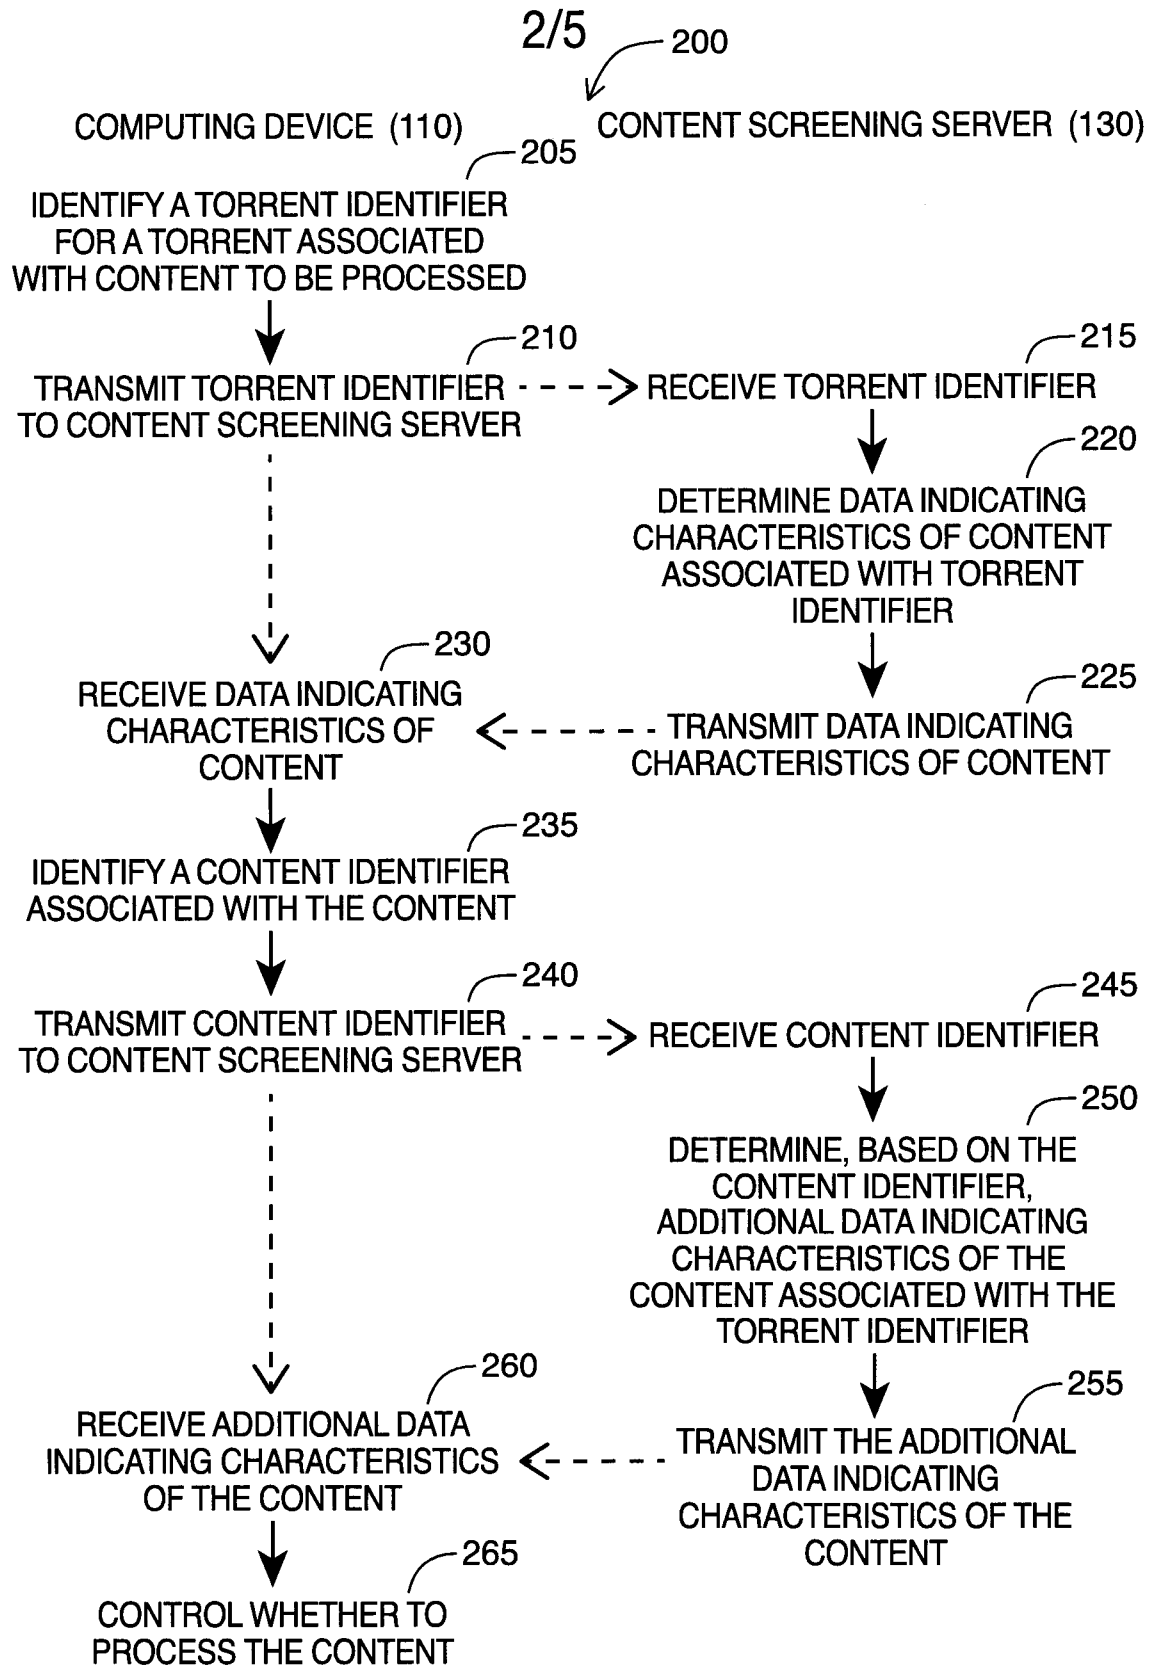 2/5
200
COMPUTING DEVICE (110)
CONTENT SCREENING SERVER (130)
205
IDENTIFY A TORRENT IDENTIFIER
FOR A TORRENT ASSOCIATED
WITH CONTENT TO BE PROCESSED
210
TRANSMIT TORRENT IDENTIFIER
TO CONTENT SCREENING SERVER
215
RECEIVE TORRENT IDENTIFIER
220
DETERMINE DATA INDICATING
CHARACTERISTICS OF CONTENT
ASSOCIATED WITH TORRENT
IDENTIFIER
225
TRANSMIT DATA INDICATING
CHARACTERISTICS OF CONTENT
230
RECEIVE DATA INDICATING
CHARACTERISTICS OF
CONTENT
235
IDENTIFY A CONTENT IDENTIFIER
ASSOCIATED WITH THE CONTENT
240
TRANSMIT CONTENT IDENTIFIER
TO CONTENT SCREENING SERVER
245
RECEIVE CONTENT IDENTIFIER
250
DETERMINE, BASED ON THE
CONTENT IDENTIFIER,
ADDITIONAL DATA INDICATING
CHARACTERISTICS OF THE
CONTENT ASSOCIATED WITH THE
TORRENT IDENTIFIER
255
TRANSMIT THE ADDITIONAL
DATA INDICATING
CHARACTERISTICS OF THE
CONTENT
260
RECEIVE ADDITIONAL DATA
INDICATING CHARACTERISTICS
OF THE CONTENT
265
CONTROL WHETHER TO
PROCESS THE CONTENT